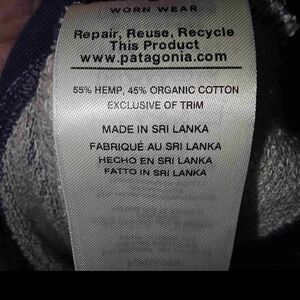 WORN WEAR
Repair, Reuse, Recycle
This Product
www.patagonia.com
55% HEMP, 45% ORGANIC COTTON
EXCLUSIVE OF TRIM
MADE IN SRI LANKA
FABRIQUÉ AU SRI LANKA
HECHO EN SRI LANKA
FATTO IN SRI LANKA